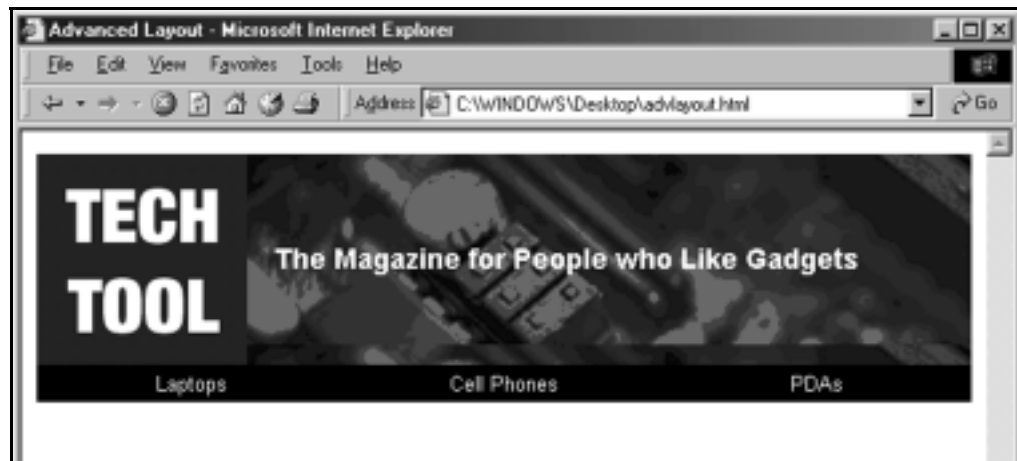 Advanced Layout - Microsoft Internet Explorer
File Edit View Favorites Tools Help
Address C:\WINDOWS\Desktop\advlayout.html Go
TECH
TOOL
The Magazine for People who Like Gadgets
Laptops Cell Phones PDAs